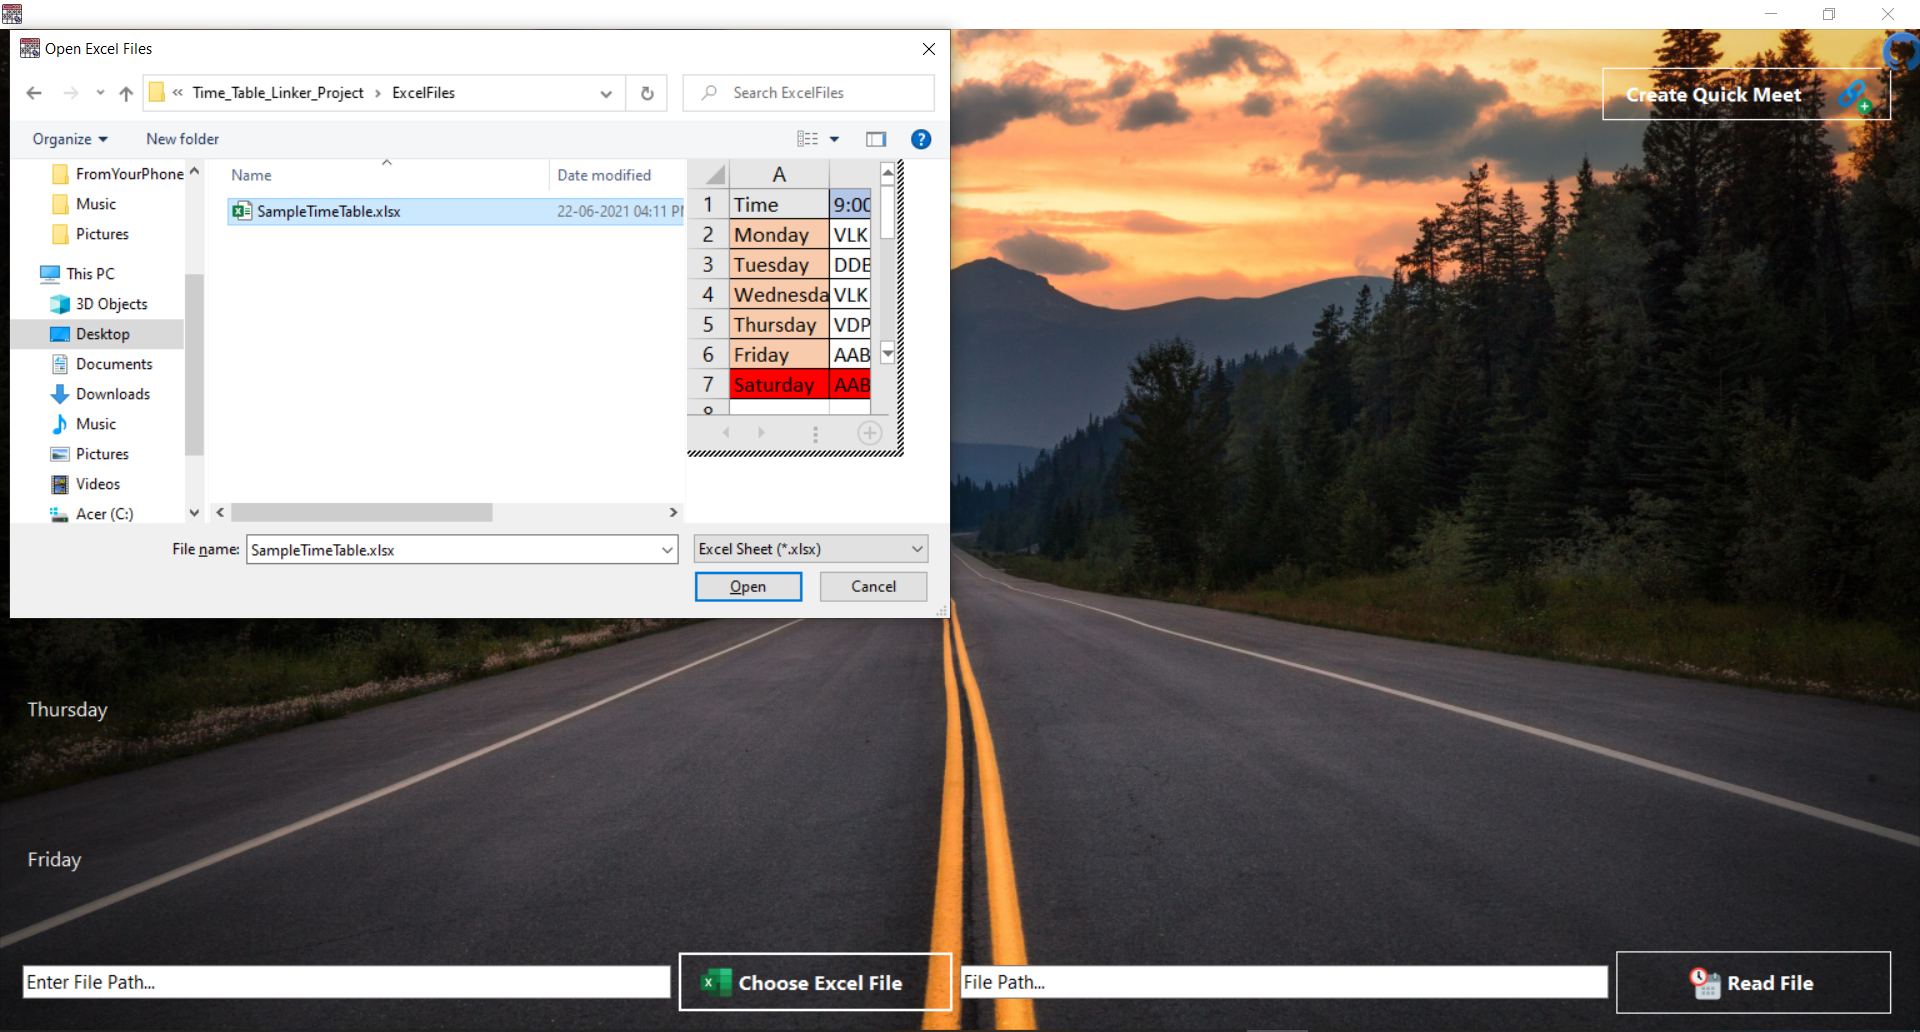 Open Excel Files
« Time_Table_Linker_Project › ExcelFiles
Search ExcelFiles
Create Quick Meet
Organize
New folder
FromYourPhone
Music
Pictures
This PC
3D Objects
Desktop
Documents
Downloads
Music
Pictures
Videos
Acer (C:)
Name
Date modified
SampleTimeTable.xlsx
22-06-2021 04:11 P
A
1 Time 9:00
2 Monday VLK
3 Tuesday DDB
4 Wednesda VLK
5 Thursday VDP
6 Friday AAB
7 Saturday AAB
File name: SampleTimeTable.xlsx
Excel Sheet (*.xlsx)
Open
Cancel
Thursday
Friday
Enter File Path...
Choose Excel File
File Path...
Read File